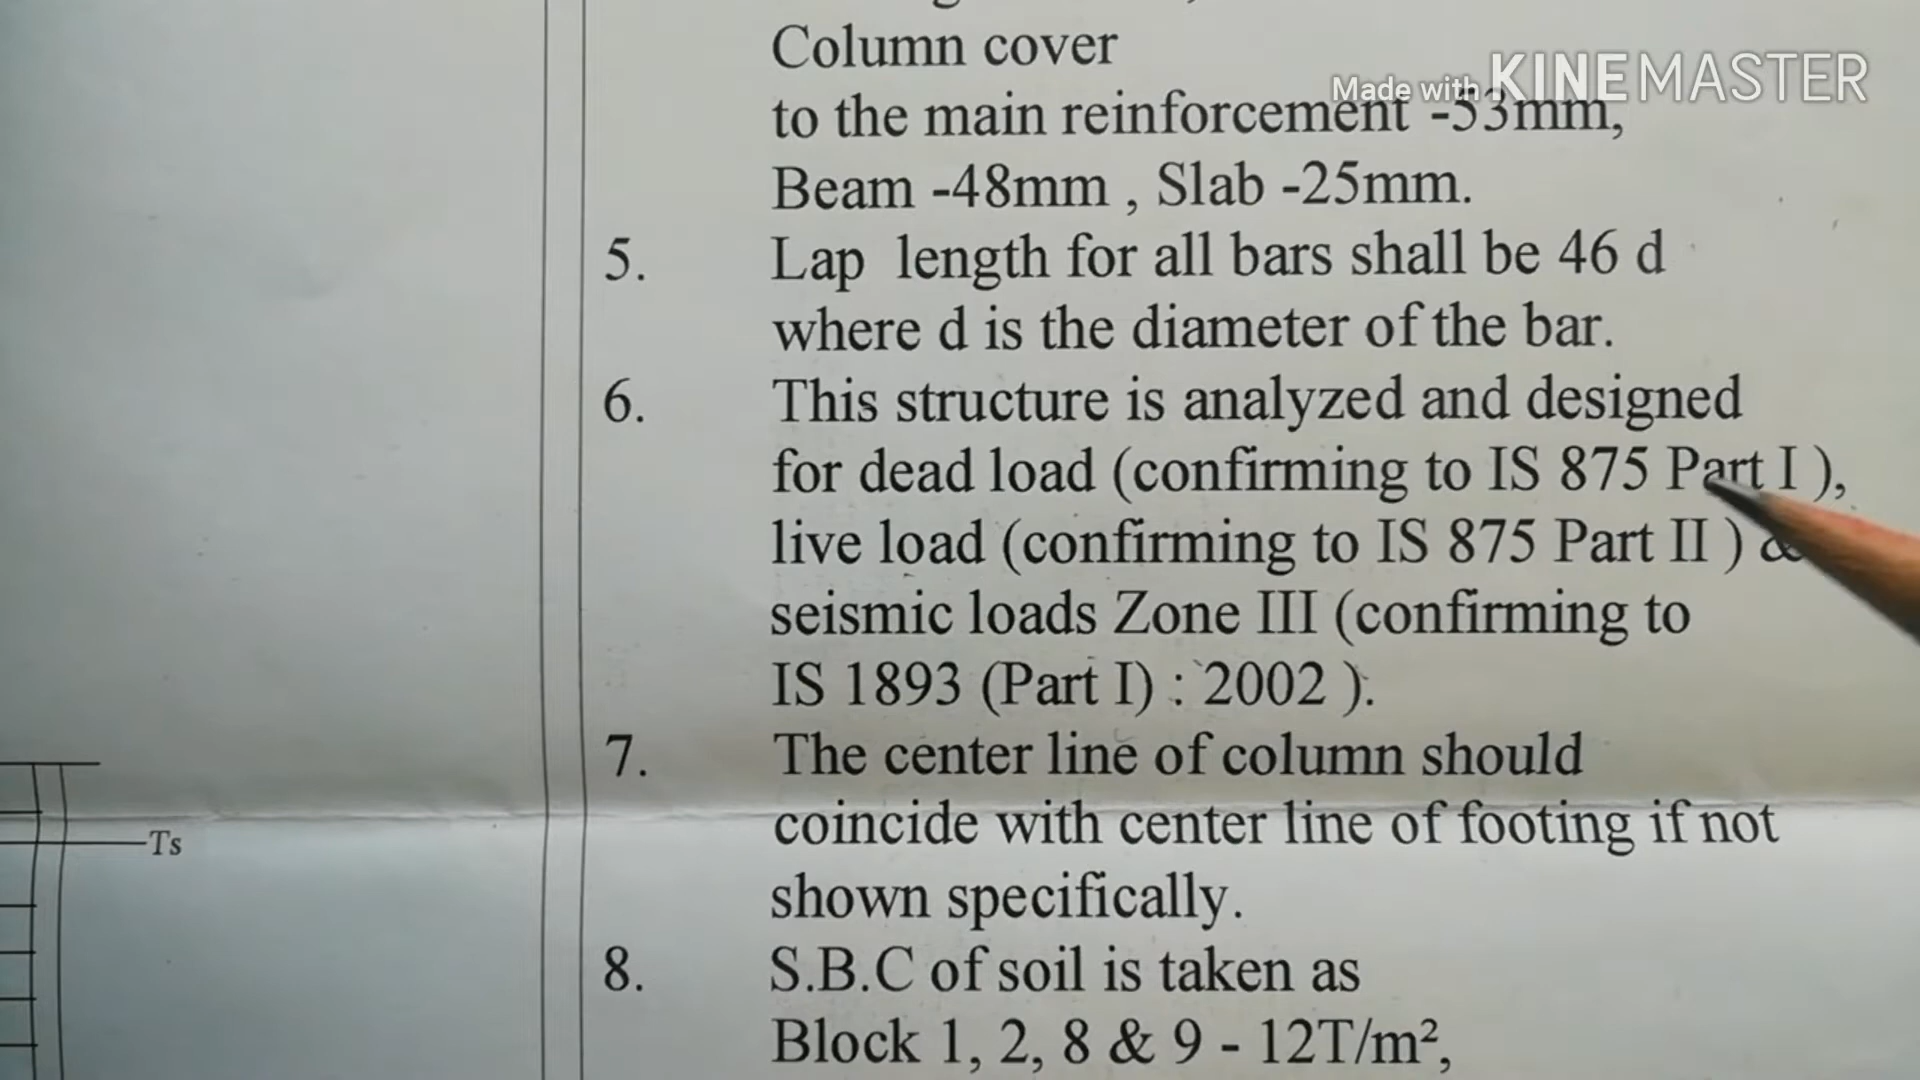 Column cover
Made with KINEMASTER
to the main reinforcement -53mm,
Beam -48mm , Slab -25mm.
5. Lap length for all bars shall be 46 d
where d is the diameter of the bar.
6. This structure is analyzed and designed
for dead load (confirming to IS 875 Part I ),
live load (confirming to IS 875 Part II ) &
seismic loads Zone III (confirming to
IS 1893 (Part I) : 2002 ).
7. The center line of column should
coincide with center line of footing if not
shown specifically.
Ts
8. S.B.C of soil is taken as
Block 1, 2, 8 & 9 - 12T/m²,